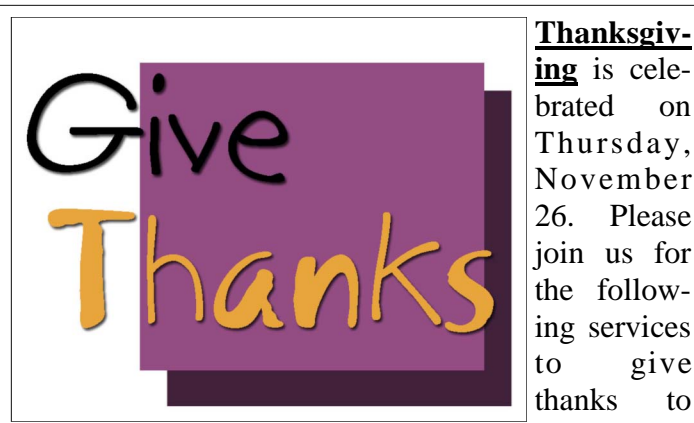 Give
Thanks
Thanksgiv-
ing is cele-
brated on
Thursday,
November
26. Please
join us for
the follow-
ing services
to give
thanks to